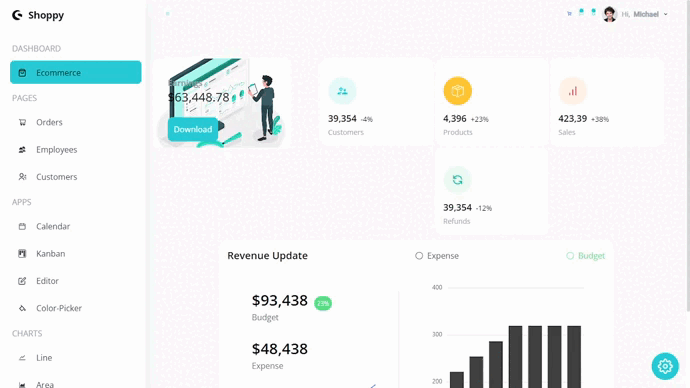 Shoppy
Hi, Michael
DASHBOARD
Ecommerce
PAGES
Orders
Employees
Customers
APPS
Calendar
Kanban
Editor
Color-Picker
CHARTS
Line
Area
Earnings
$63,448.78
Download
39,354 -4%
Customers
4,396 +23%
Products
423,39 +38%
Sales
39,354 -12%
Refunds
Revenue Update
Expense
Budget
$93,438 23%
Budget
$48,438
Expense
400
300
200